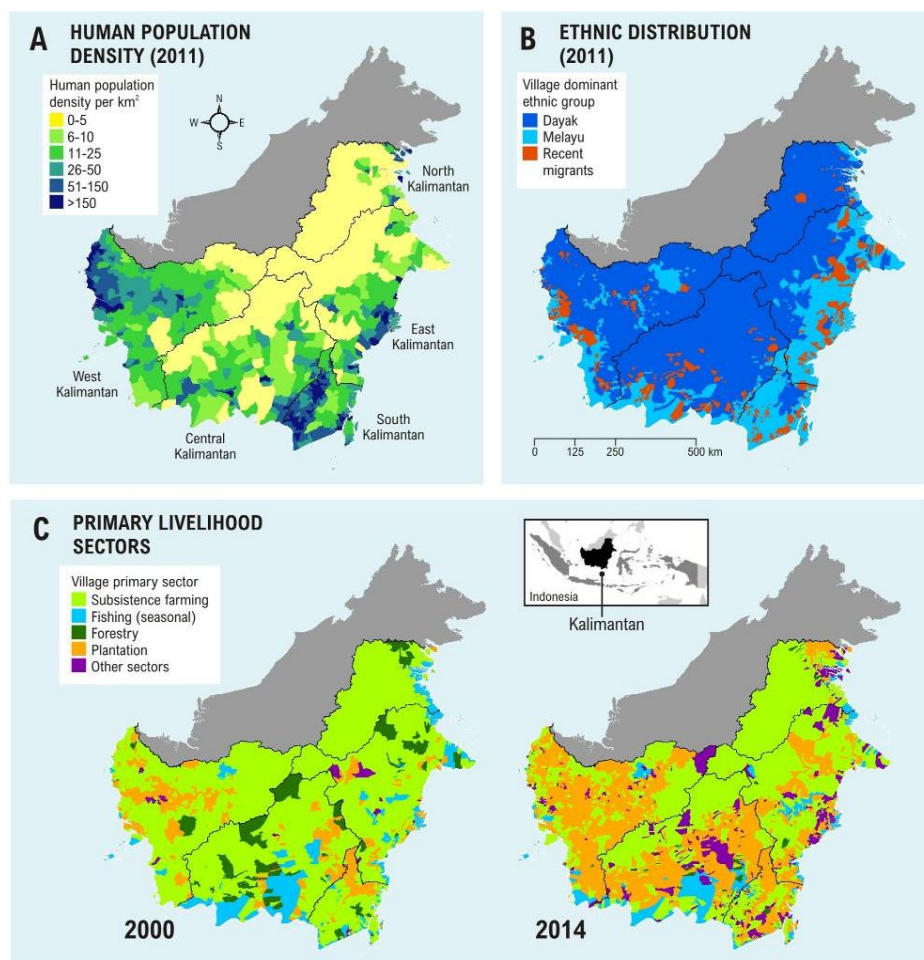 A HUMAN POPULATION
DENSITY (2011)
Human population
density per km²
0-5
6-10
11-25
26-50
51-150
>150
N
W E
S
North
Kalimantan
East
Kalimantan
West
Kalimantan
Central
Kalimantan
South
Kalimantan
B ETHNIC DISTRIBUTION
(2011)
Village dominant
ethnic group
Dayak
Melayu
Recent
migrants
0 125 250 500 km
C PRIMARY LIVELIHOOD
SECTORS
Village primary sector
Subsistence farming
Fishing (seasonal)
Forestry
Plantation
Other sectors
Indonesia
Kalimantan
2000
2014